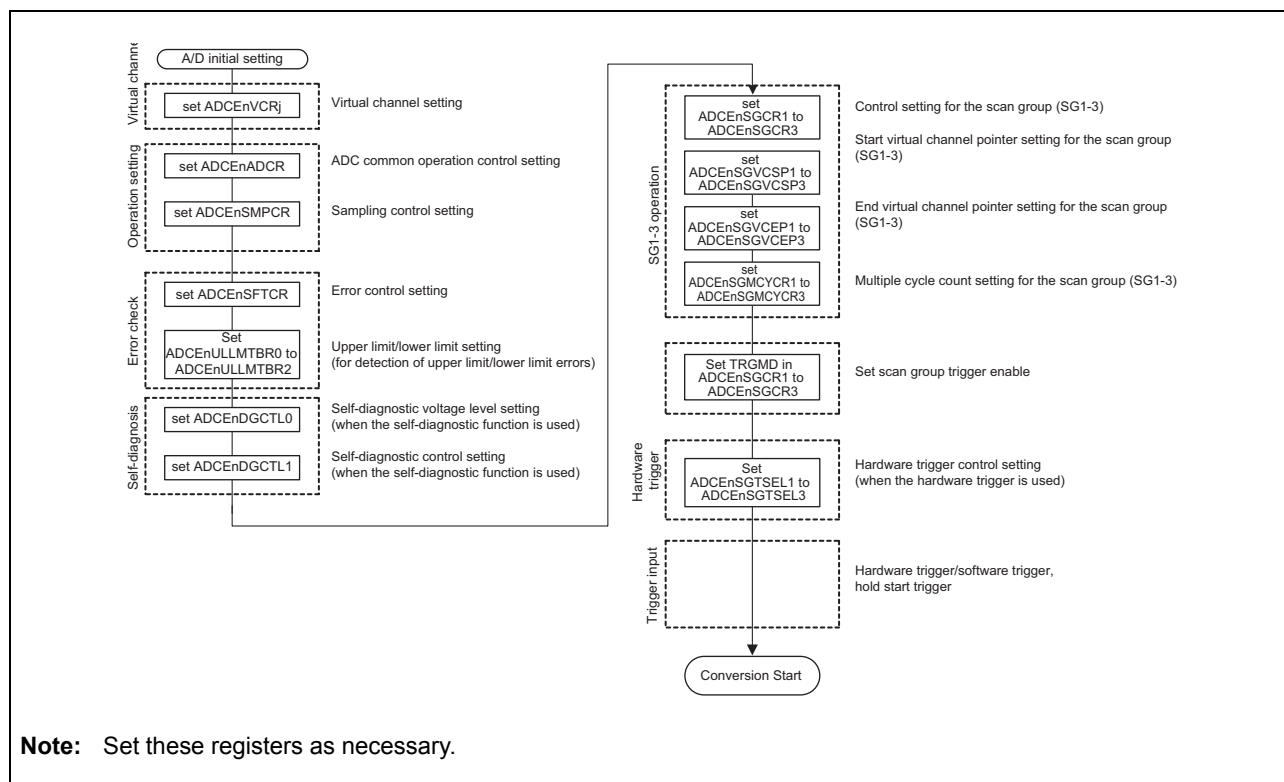 A/D initial setting
Virtual channe
set ADCEnVCRj
Virtual channel setting
Operation setting
set ADCEnADCR
ADC common operation control setting
set ADCEnSMPCR
Sampling control setting
Error check
set ADCEnSFTCR
Error control setting
Set
ADCEnULLMTBR0 to
ADCEnULLMTBR2
Upper limit/lower limit setting
(for detection of upper limit/lower limit errors)
Self-diagnosis
set ADCEnDGCTL0
Self-diagnostic voltage level setting
(when the self-diagnostic function is used)
set ADCEnDGCTL1
Self-diagnostic control setting
(when the self-diagnostic function is used)
SG1-3 operation
set
ADCEnSGCR1 to
ADCEnSGCR3
Control setting for the scan group (SG1-3)
set
ADCEnSGVCSP1 to
ADCEnSGVCSP3
Start virtual channel pointer setting for the scan group
(SG1-3)
set
ADCEnSGVCEP1 to
ADCEnSGVCEP3
End virtual channel pointer setting for the scan group
(SG1-3)
set
ADCEnSGMCYCR1 to
ADCEnSGMCYCR3
Multiple cycle count setting for the scan group (SG1-3)
Set TRGMD in
ADCEnSGCR1 to
ADCEnSGCR3
Set scan group trigger enable
Hardware
trigger
Set
ADCEnSGTSEL1 to
ADCEnSGTSEL3
Hardware trigger control setting
(when the hardware trigger is used)
Trigger input
Hardware trigger/software trigger,
hold start trigger
Conversion Start
Note: Set these registers as necessary.